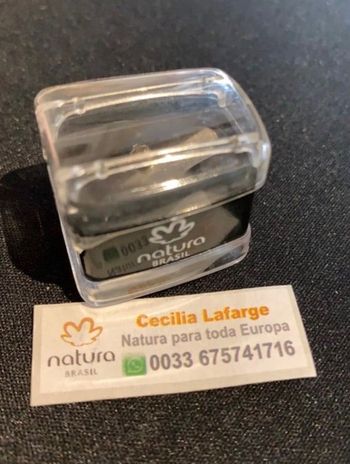 natura
BRASIL
Cecilia Lafarge
Natura para toda Europa
0033 675741716
natura
BRASIL